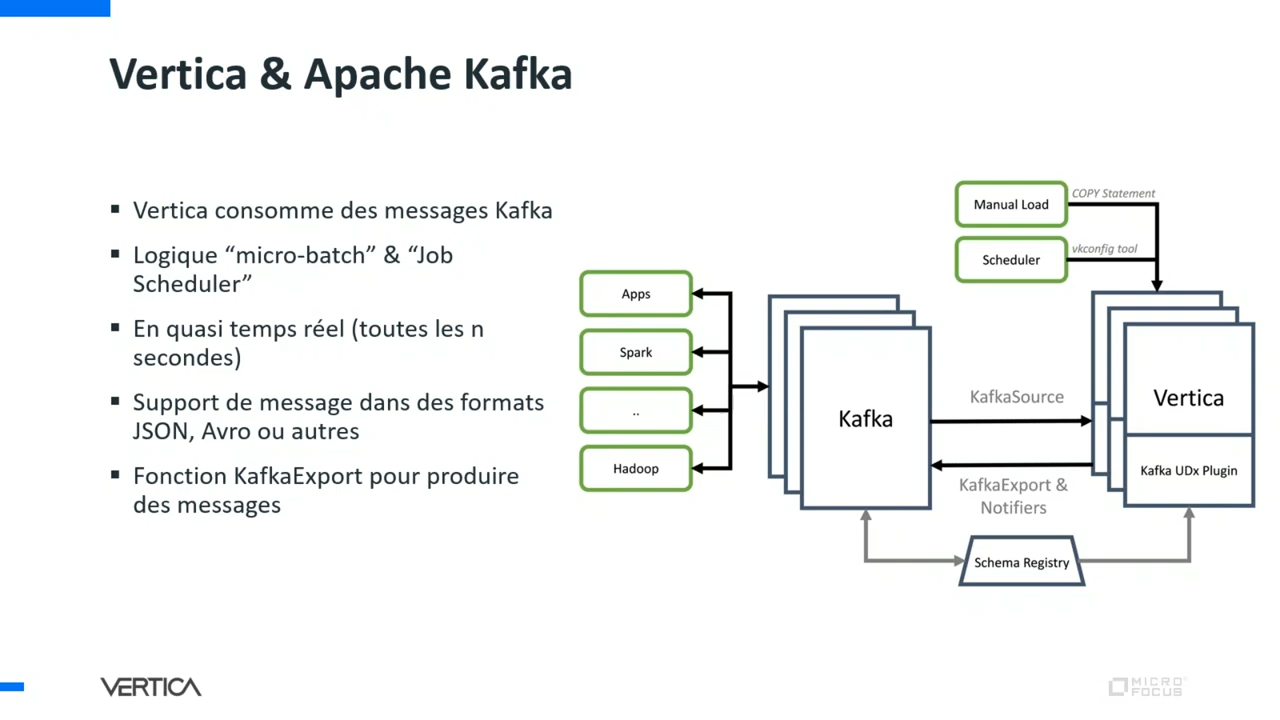 Vertica & Apache Kafka
▪ Vertica consomme des messages Kafka
▪ Logique “micro-batch” & “Job
Scheduler”
▪ En quasi temps réel (toutes les n
secondes)
▪ Support de message dans des formats
JSON, Avro ou autres
▪ Fonction KafkaExport pour produire
des messages
Manual Load
COPY Statement
Scheduler
vkconfig tool
Apps
Spark
..
Hadoop
Kafka
KafkaSource
KafkaExport &
Notifiers
Vertica
Kafka UDx Plugin
Schema Registry
VERTICA
MICRO
FOCUS